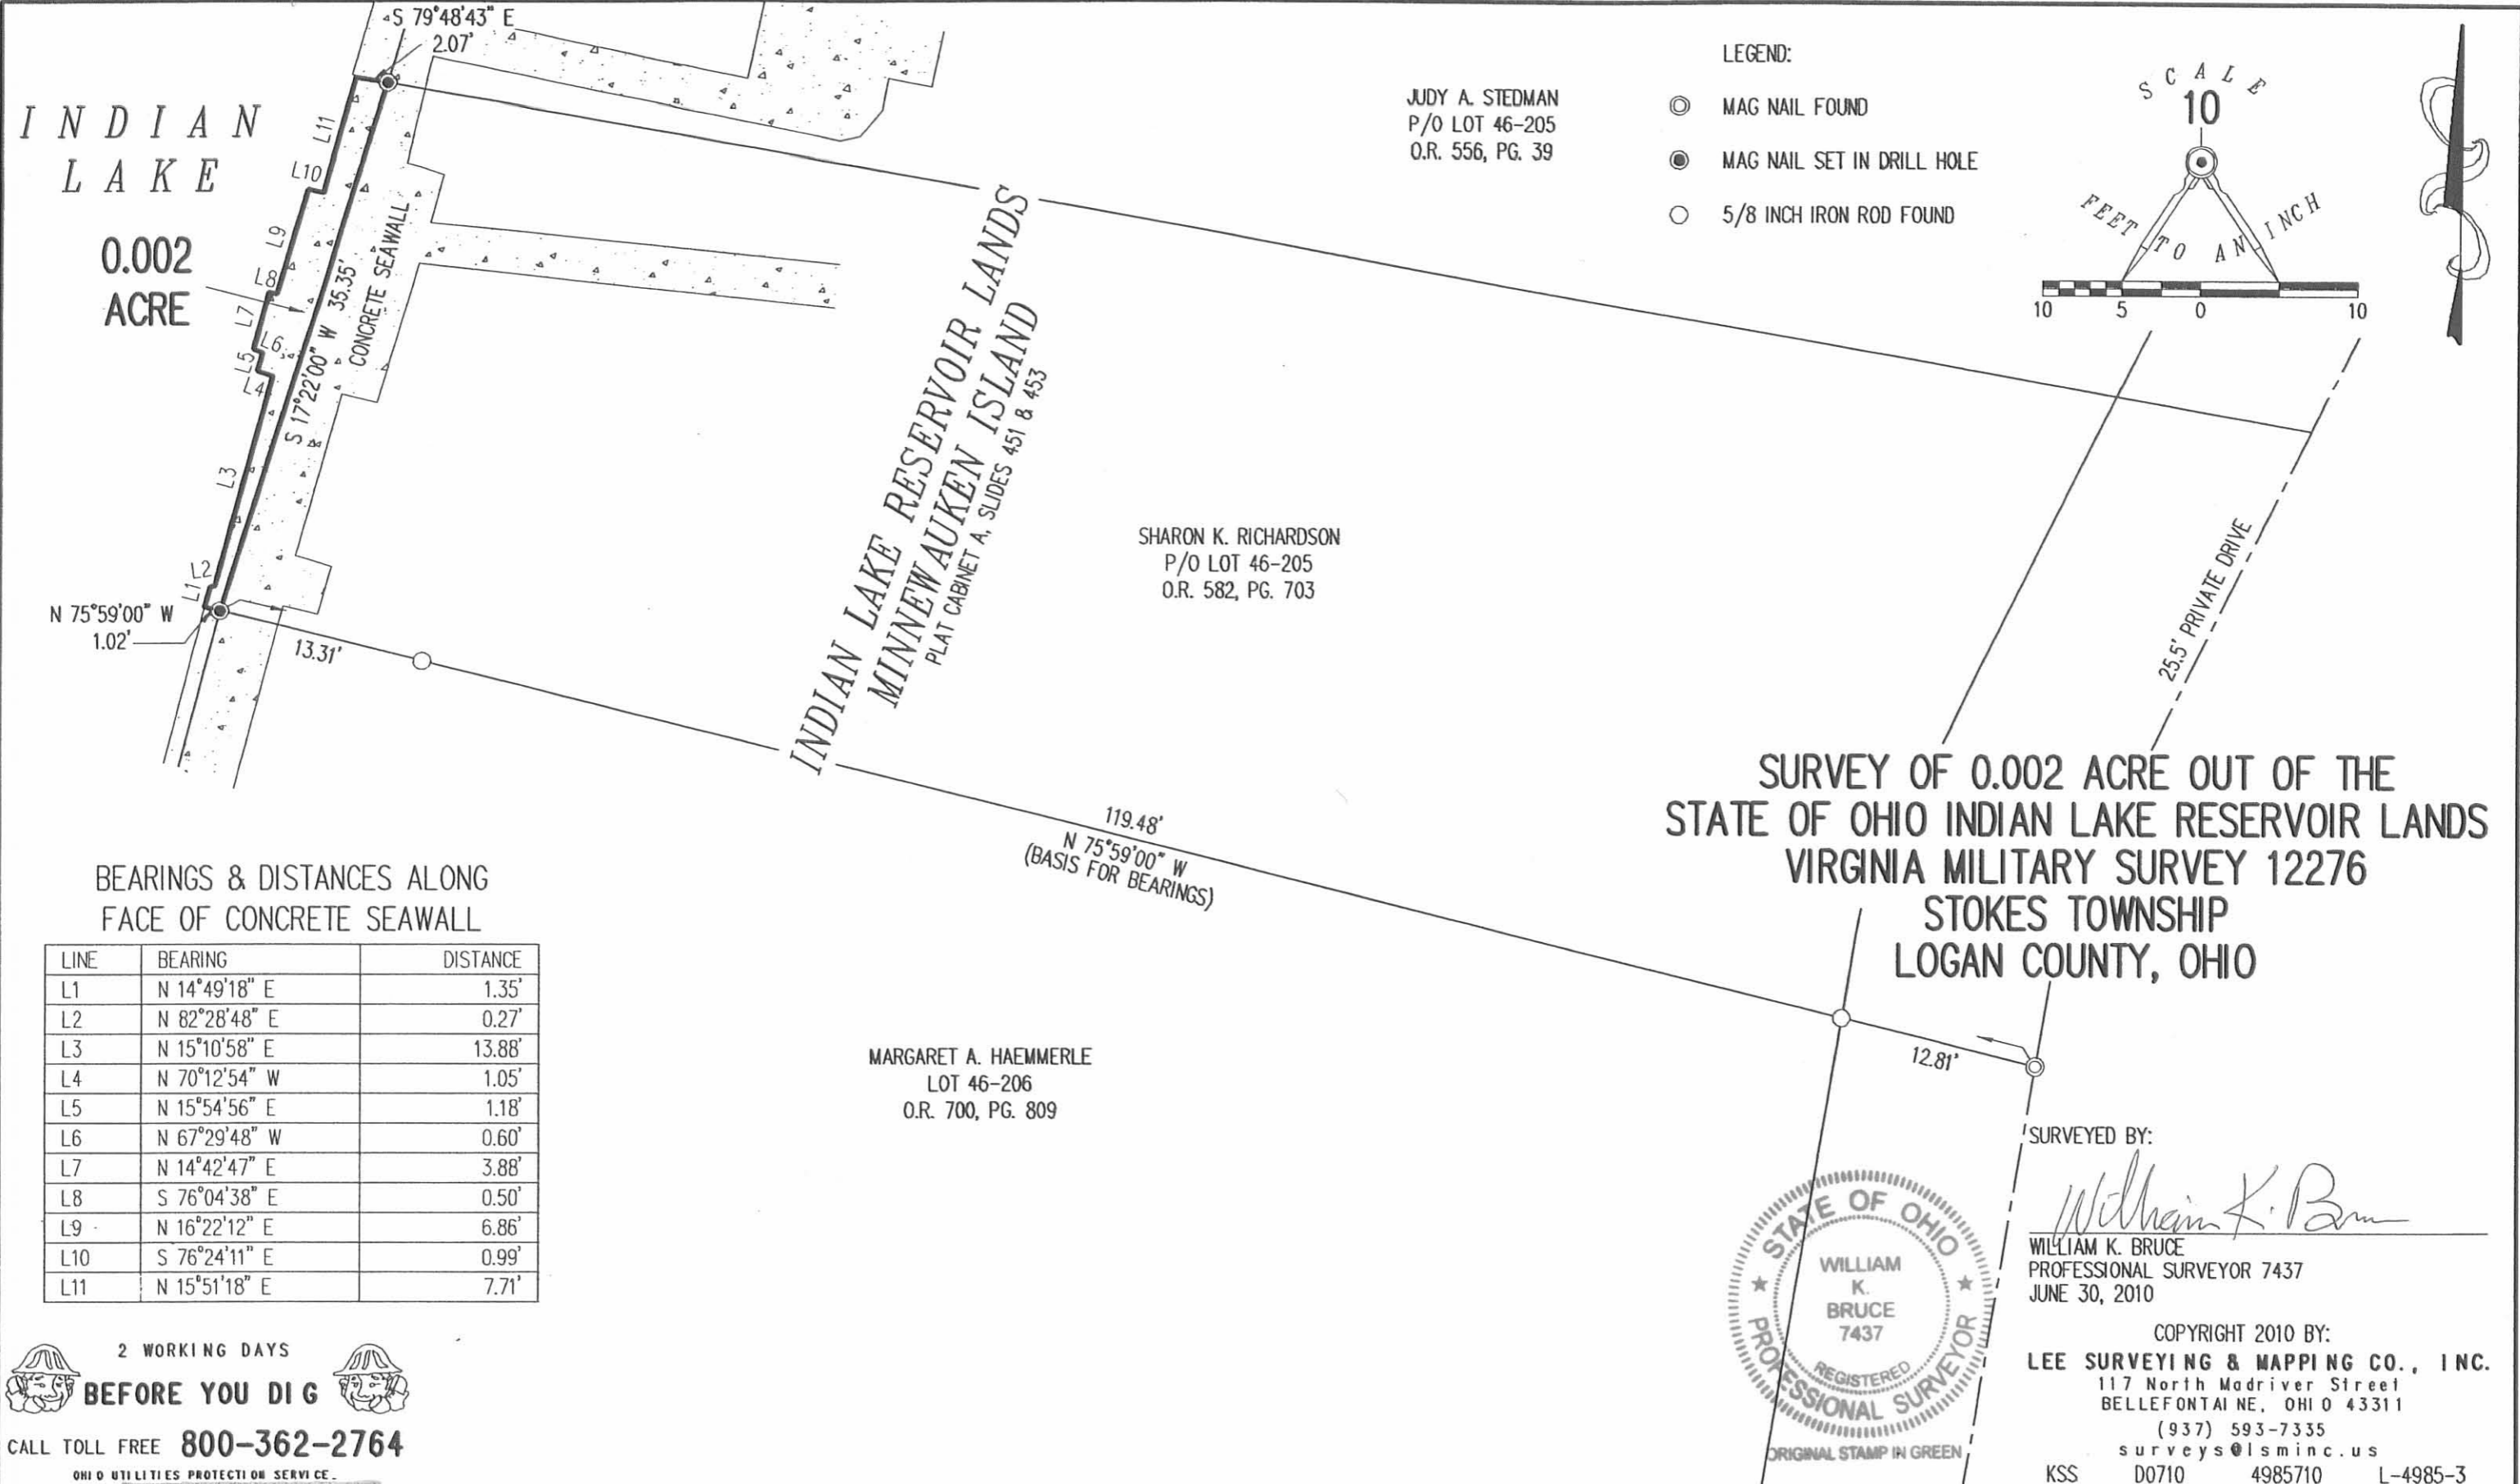 S 79°48'43" E
2.07'
INDIAN
LAKE
0.002
ACRE
L11
L10
L9
L8
L7
L6
L5
L4
L3
L2
L1
S 17°22'00" W 35.35'
CONCRETE SEAWALL
N 75°59'00" W
1.02'
13.31'
INDIAN LAKE RESERVOIR LANDS
MINNEWAUKEN ISLAND
PLAT CABINET A, SLIDES 451 & 453
JUDY A. STEDMAN
P/O LOT 46-205
O.R. 556, PG. 39
LEGEND:
MAG NAIL FOUND
MAG NAIL SET IN DRILL HOLE
5/8 INCH IRON ROD FOUND
SCALE
10
FEET TO AN INCH
10 5 0 10
SHARON K. RICHARDSON
P/O LOT 46-205
O.R. 582, PG. 703
25.5' PRIVATE DRIVE
119.48'
N 75°59'00" W
(BASIS FOR BEARINGS)
SURVEY OF 0.002 ACRE OUT OF THE
STATE OF OHIO INDIAN LAKE RESERVOIR LANDS
VIRGINIA MILITARY SURVEY 12276
STOKES TOWNSHIP
LOGAN COUNTY, OHIO
12.81'
MARGARET A. HAEMMERLE
LOT 46-206
O.R. 700, PG. 809
BEARINGS & DISTANCES ALONG
FACE OF CONCRETE SEAWALL
LINE BEARING DISTANCE
L1 N 14°49'18" E 1.35'
L2 N 82°28'48" E 0.27'
L3 N 15°10'58" E 13.88'
L4 N 70°12'54" W 1.05'
L5 N 15°54'56" E 1.18'
L6 N 67°29'48" W 0.60'
L7 N 14°42'47" E 3.88'
L8 S 76°04'38" E 0.50'
L9 N 16°22'12" E 6.86'
L10 S 76°24'11" E 0.99'
L11 N 15°51'18" E 7.71'
2 WORKING DAYS
BEFORE YOU DIG
CALL TOLL FREE 800-362-2764
OHIO UTILITIES PROTECTION SERVICE.
STATE OF OHIO
WILLIAM
K.
BRUCE
7437
REGISTERED
PROFESSIONAL SURVEYOR
ORIGINAL STAMP IN GREEN
SURVEYED BY:
William K. Bruce
WILLIAM K. BRUCE
PROFESSIONAL SURVEYOR 7437
JUNE 30, 2010
COPYRIGHT 2010 BY:
LEE SURVEYING & MAPPING CO., INC.
117 North Madriver Street
BELLEFONTAINE, OHIO 43311
(937) 593-7335
surveys@lsminc.us
KSS D0710 4985710 L-4985-3